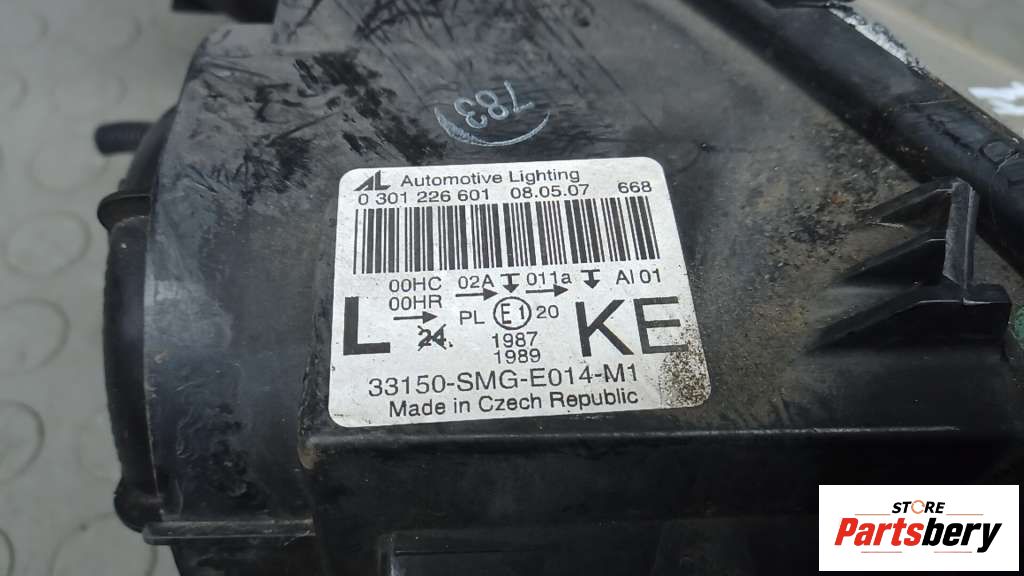 783
AL Automotive Lighting
0 301 226 601 08.05.07 668
00HC 02A 011a AI 01
00HR
L PL E1 20 KE
24.
1987
1989
33150-SMG-E014-M1
Made in Czech Republic
STORE
Partsbery